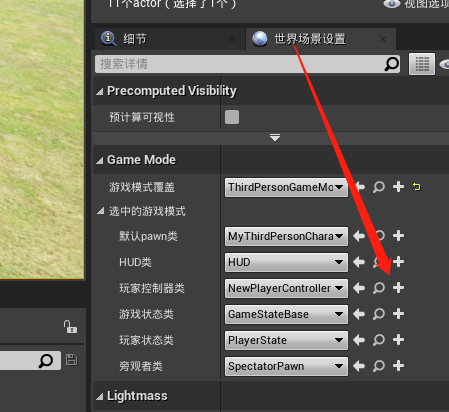 11个actor（选择了1个）
视图选项
细节
世界场景设置
搜索详情
Precomputed Visibility
预计算可视性
Game Mode
游戏模式覆盖 ThirdPersonGameMo
选中的游戏模式
默认pawn类 MyThirdPersonChara
HUD类 HUD
玩家控制器类 NewPlayerController
游戏状态类 GameStateBase
玩家状态类 PlayerState
旁观者类 SpectatorPawn
Lightmass